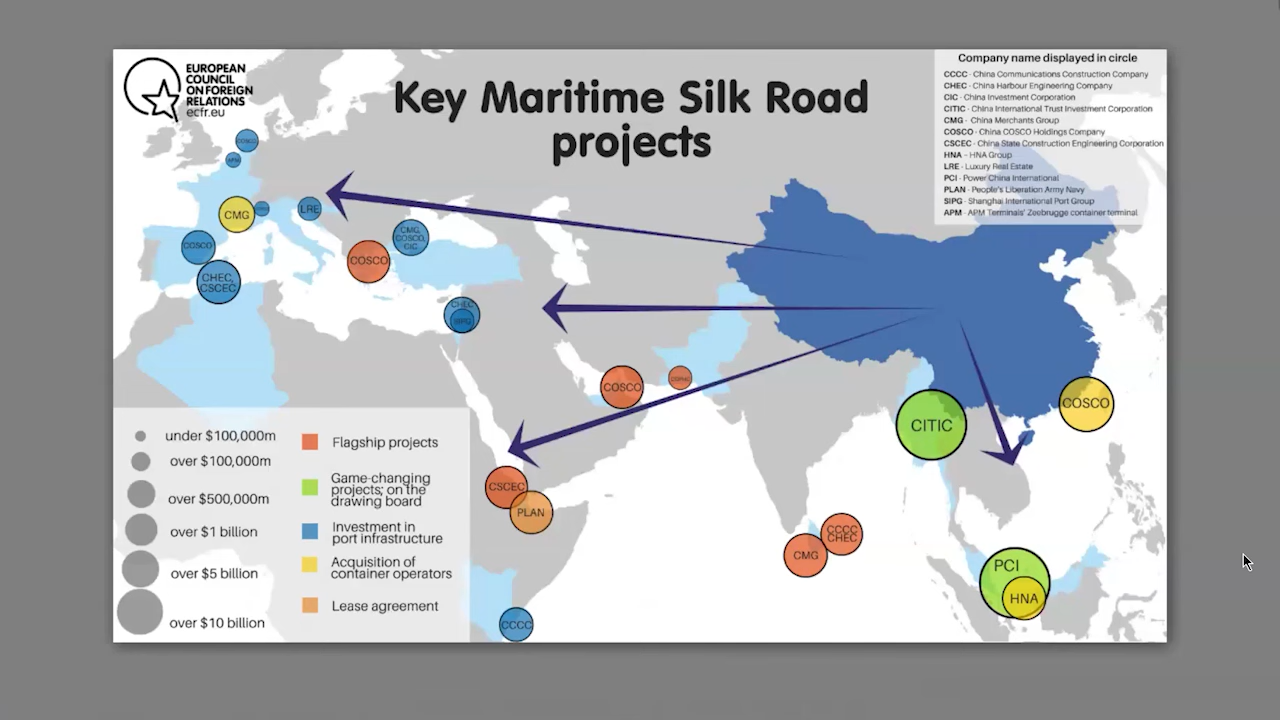 EUROPEAN
COUNCIL
ON FOREIGN
RELATIONS
ecfr.eu
Key Maritime Silk Road
projects
Company name displayed in circle
CCCC - China Communications Construction Company
CHEC - China Harbour Engineering Company
CIC - China Investment Corporation
CITIC - China International Trust Investment Corporation
CMG - China Merchants Group
COSCO - China COSCO Holdings Company
CSCEC - China State Construction Engineering Corporation
HNA - HNA Group
LRE - Luxury Real Estate
PCI - Power China International
PLAN - People's Liberation Army Navy
SIPG - Shanghai International Port Group
APM - APM Terminals' Zeebrugge container terminal
COSCO
APM
CMG
LRE
COSCO
CMG,
COSCO,
CIC
COSCO
CHEC,
CSCEC
CHEC
SIPG
COSCO
COSCO
CITIC
CSCEC
PLAN
CCCC
CHEC
CMG
PCI
HNA
CCCC
under $100,000m
over $100,000m
over $500,000m
over $1 billion
over $5 billion
over $10 billion
Flagship projects
Game-changing
projects; on the
drawing board
Investment in
port infrastructure
Acquisition of
container operators
Lease agreement